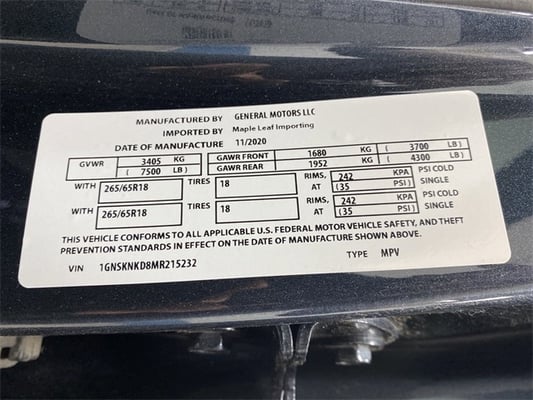 MANUFACTURED BY GENERAL MOTORS LLC
IMPORTED BY Maple Leaf Importing
DATE OF MANUFACTURE 11/2020
GVWR 3405 KG GAWR FRONT 1680 KG ( 3700 LB )
( 7500 LB ) GAWR REAR 1952 KG ( 4300 LB )
WITH 265/65R18 TIRES 18 RIMS, AT 242 KPA (35 ) PSI COLD SINGLE
WITH 265/65R18 TIRES 18 RIMS, AT 242 KPA (35 ) PSI COLD SINGLE
THIS VEHICLE CONFORMS TO ALL APPLICABLE U.S. FEDERAL MOTOR VEHICLE SAFETY, AND THEFT
PREVENTION STANDARDS IN EFFECT ON THE DATE OF MANUFACTURE SHOWN ABOVE.
VIN 1GNSKNKD8MR215232 TYPE MPV